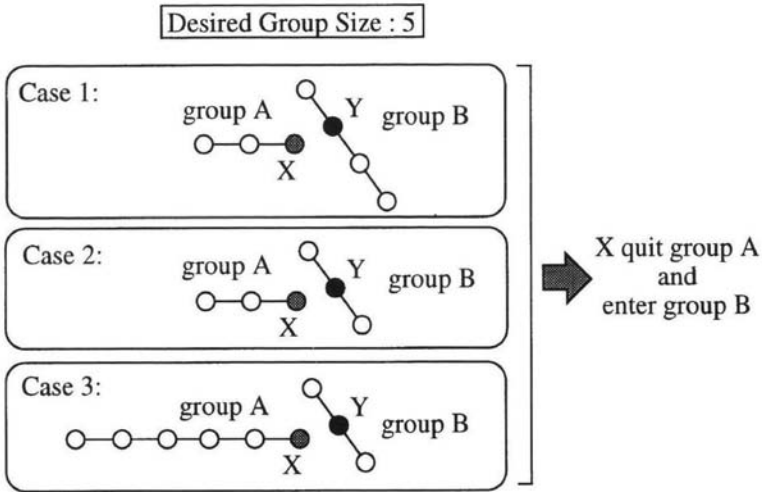 Desired Group Size : 5
Case 1:
group A
Y
group B
X
Case 2:
group A
Y
group B
X
Case 3:
group A
Y
group B
X
X quit group A
and
enter group B